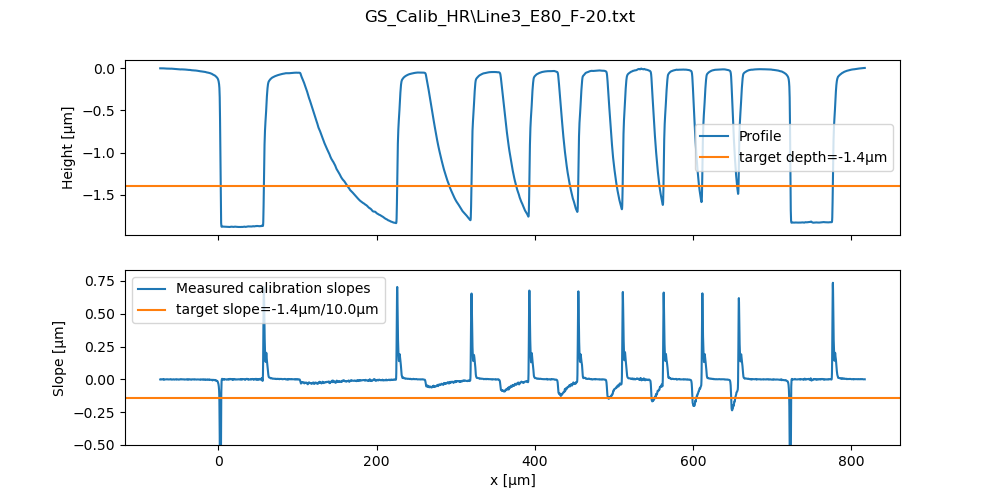 GS_Calib_HR\Line3_E80_F-20.txt
0.0
−0.5
−1.0
−1.5
Height [µm]
Profile
target depth=-1.4µm
0.75
0.50
0.25
0.00
−0.25
−0.50
Slope [µm]
Measured calibration slopes
target slope=-1.4µm/10.0µm
0 200 400 600 800
x [µm]